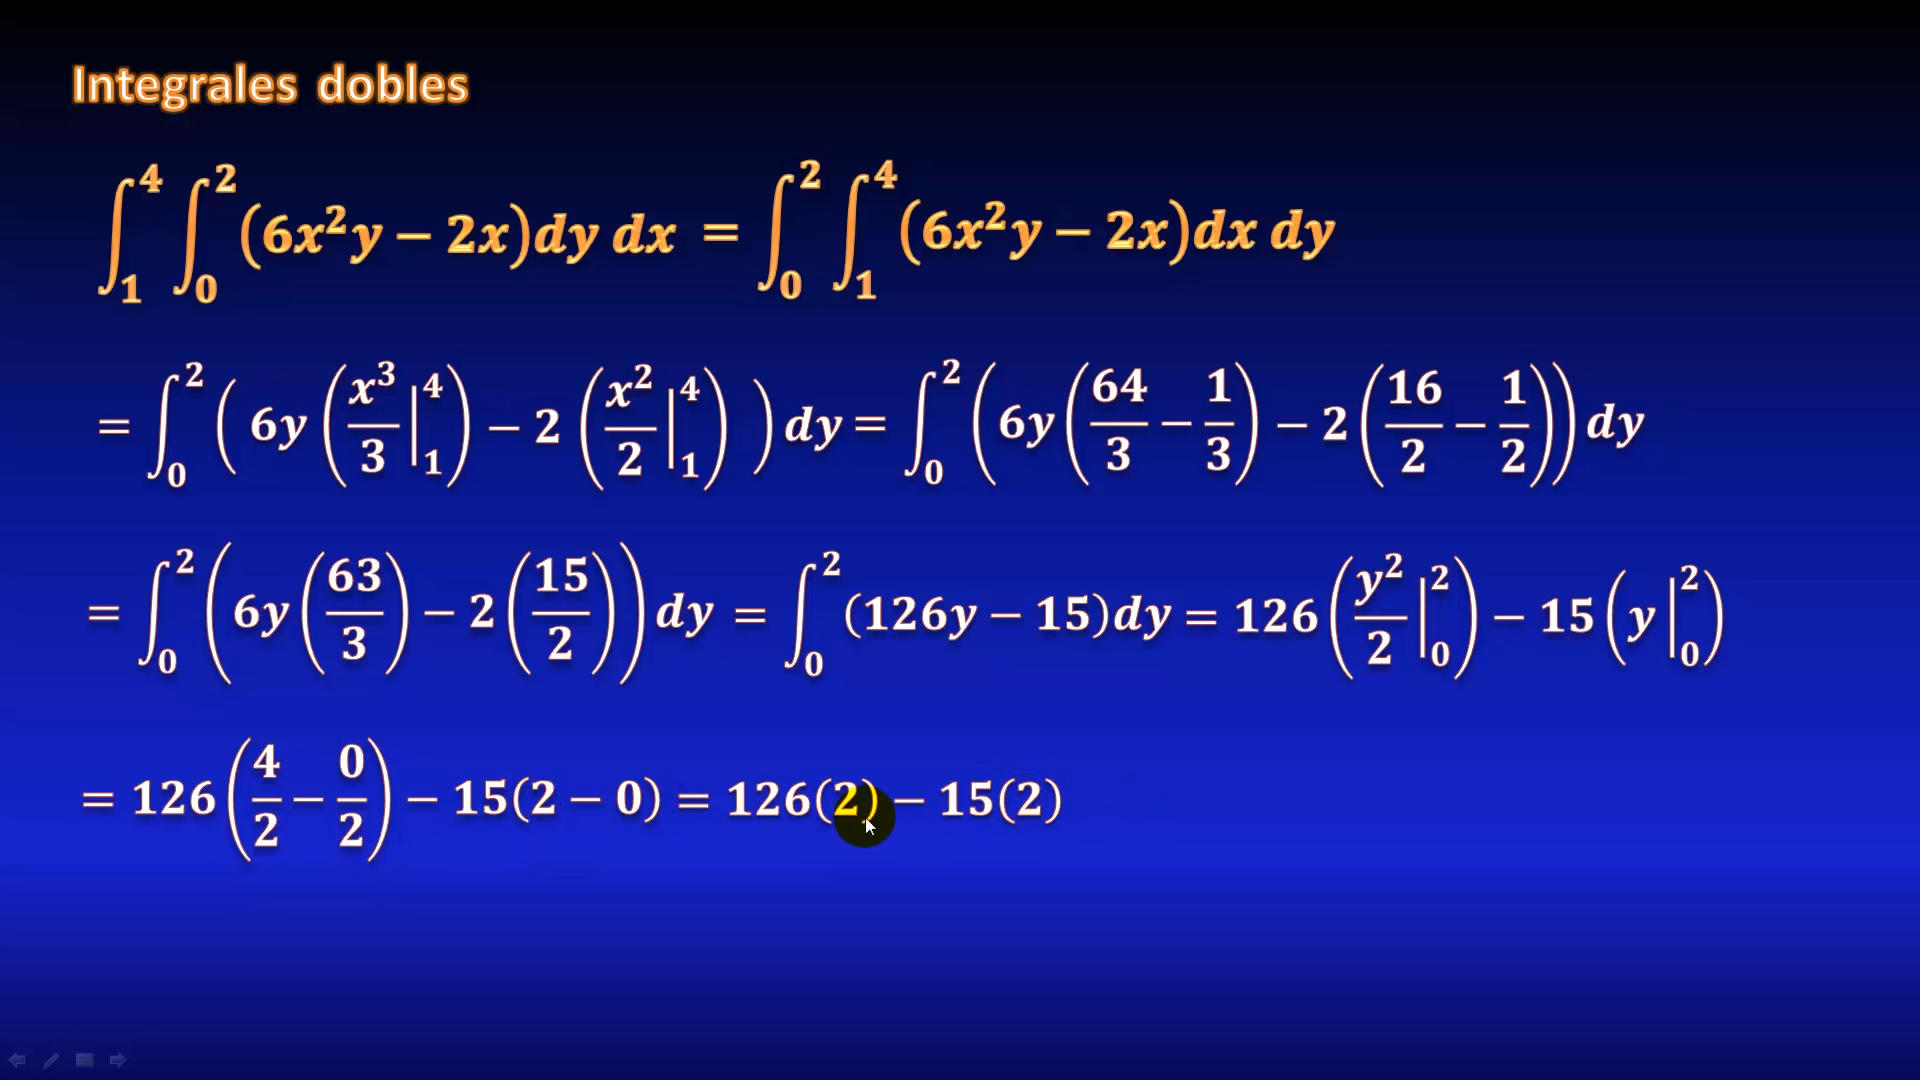 Integrales dobles
∫₁⁴ ∫₀² (6x²y − 2x)dy dx = ∫₀² ∫₁⁴ (6x²y − 2x)dx dy
= ∫₀² ( 6y (x³/3 |₁⁴) − 2 (x²/2 |₁⁴) ) dy = ∫₀² (6y (64/3 − 1/3) − 2 (16/2 − 1/2)) dy
= ∫₀² (6y (63/3) − 2 (15/2)) dy = ∫₀² (126y − 15)dy = 126 (y²/2 |₀²) − 15 (y |₀²)
= 126 (4/2 − 0/2) − 15(2 − 0) = 126(2) − 15(2)